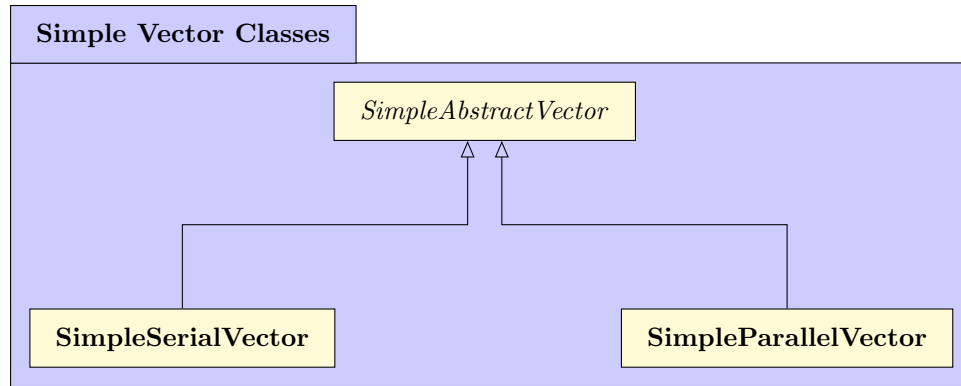 Simple Vector Classes
SimpleAbstractVector
SimpleSerialVector
SimpleParallelVector